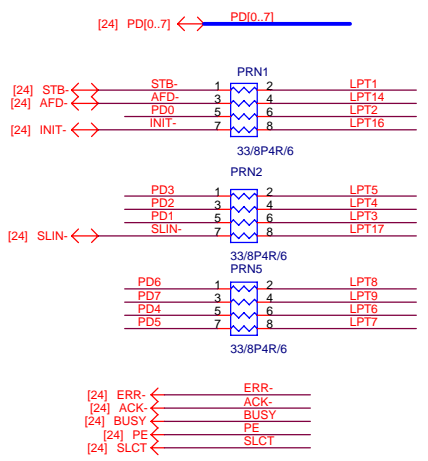 [24] PD[0..7] PD[0..7]
PRN1
[24] STB- STB- 1 2 LPT1
[24] AFD- AFD- 3 4 LPT14
PD0 5 6 LPT2
[24] INIT- INIT- 7 8 LPT16
33/8P4R/6
PRN2
PD3 1 2 LPT5
PD2 3 4 LPT4
PD1 5 6 LPT3
[24] SLIN- SLIN- 7 8 LPT17
33/8P4R/6
PRN5
PD6 1 2 LPT8
PD7 3 4 LPT9
PD4 5 6 LPT6
PD5 7 8 LPT7
33/8P4R/6
[24] ERR- ERR-
[24] ACK- ACK-
[24] BUSY BUSY
[24] PE PE
[24] SLCT SLCT